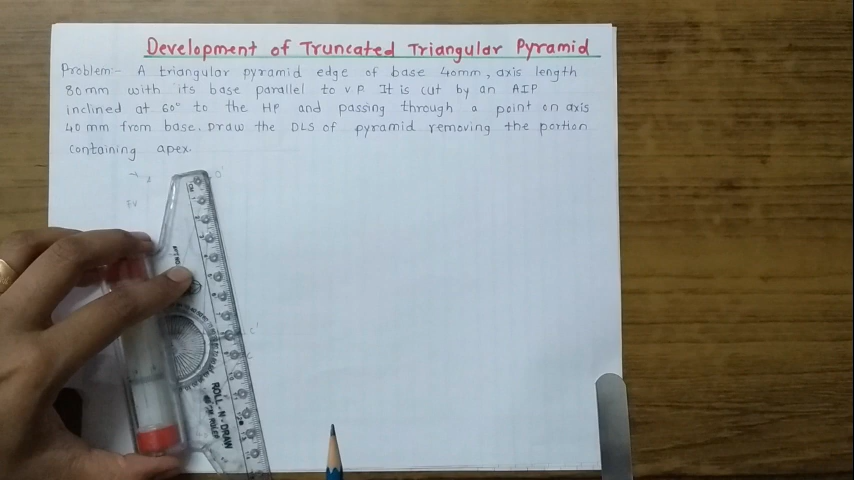 Development of Truncated Triangular Pyramid
Problem:- A triangular pyramid edge of base 40mm, axis length
80mm with its base parallel to VP. It is cut by an AIP
inclined at 60° to the HP and passing through a point on axis
40 mm from base. Draw the DLS of pyramid removing the portion
containing apex.
FV
O'
C'
ROLL-N-DRAW